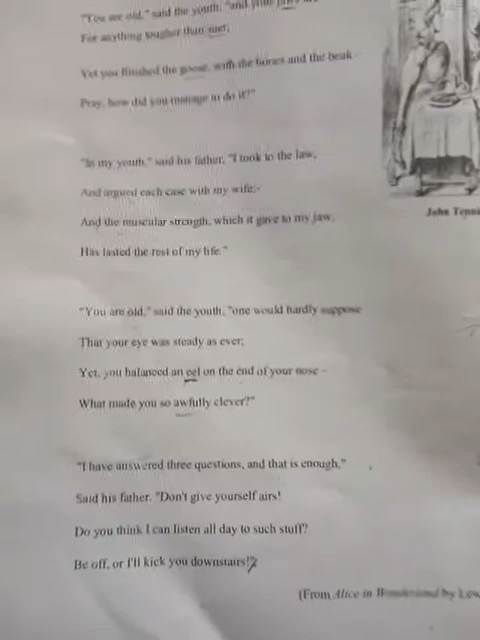 "You are old," said the youth, "and your jaws
For anything tougher than suet;
Yet you finished the goose, with the bones and the beak
Pray, how did you manage to do it?"
"In my youth," said his father, "I took to the law,
And argued each case with my wife;-
And the muscular strength, which it gave to my jaw,
Has lasted the rest of my life."
John
"You are old," said the youth, "one would hardly suppose
That your eye was steady as ever;
Yet, you balanced an eel on the end of your nose -
What made you so awfully clever?"
"I have answered three questions, and that is enough,"
Said his father. "Don't give yourself airs!
Do you think I can listen all day to such stuff?
Be off, or I'll kick you downstairs!"
(From Alice in Wonderland by